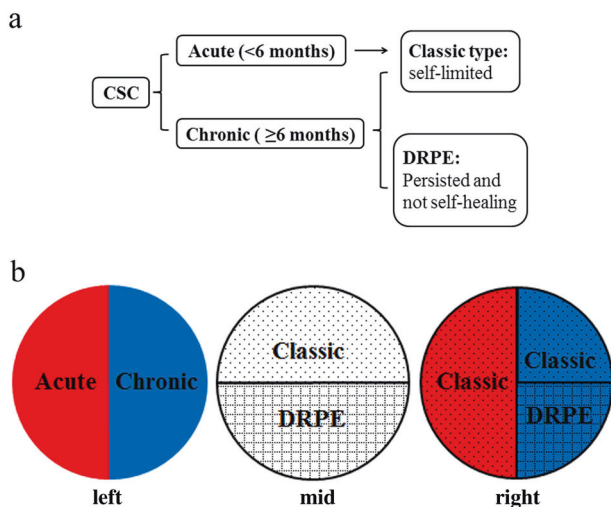 a
Acute (<6 months)
Classic type:
self-limited
CSC
Chronic ( ≥6 months)
DRPE:
Persisted and
not self-healing
b
Acute
Chronic
Classic
DRPE
Classic
Classic
DRPE
left
mid
right